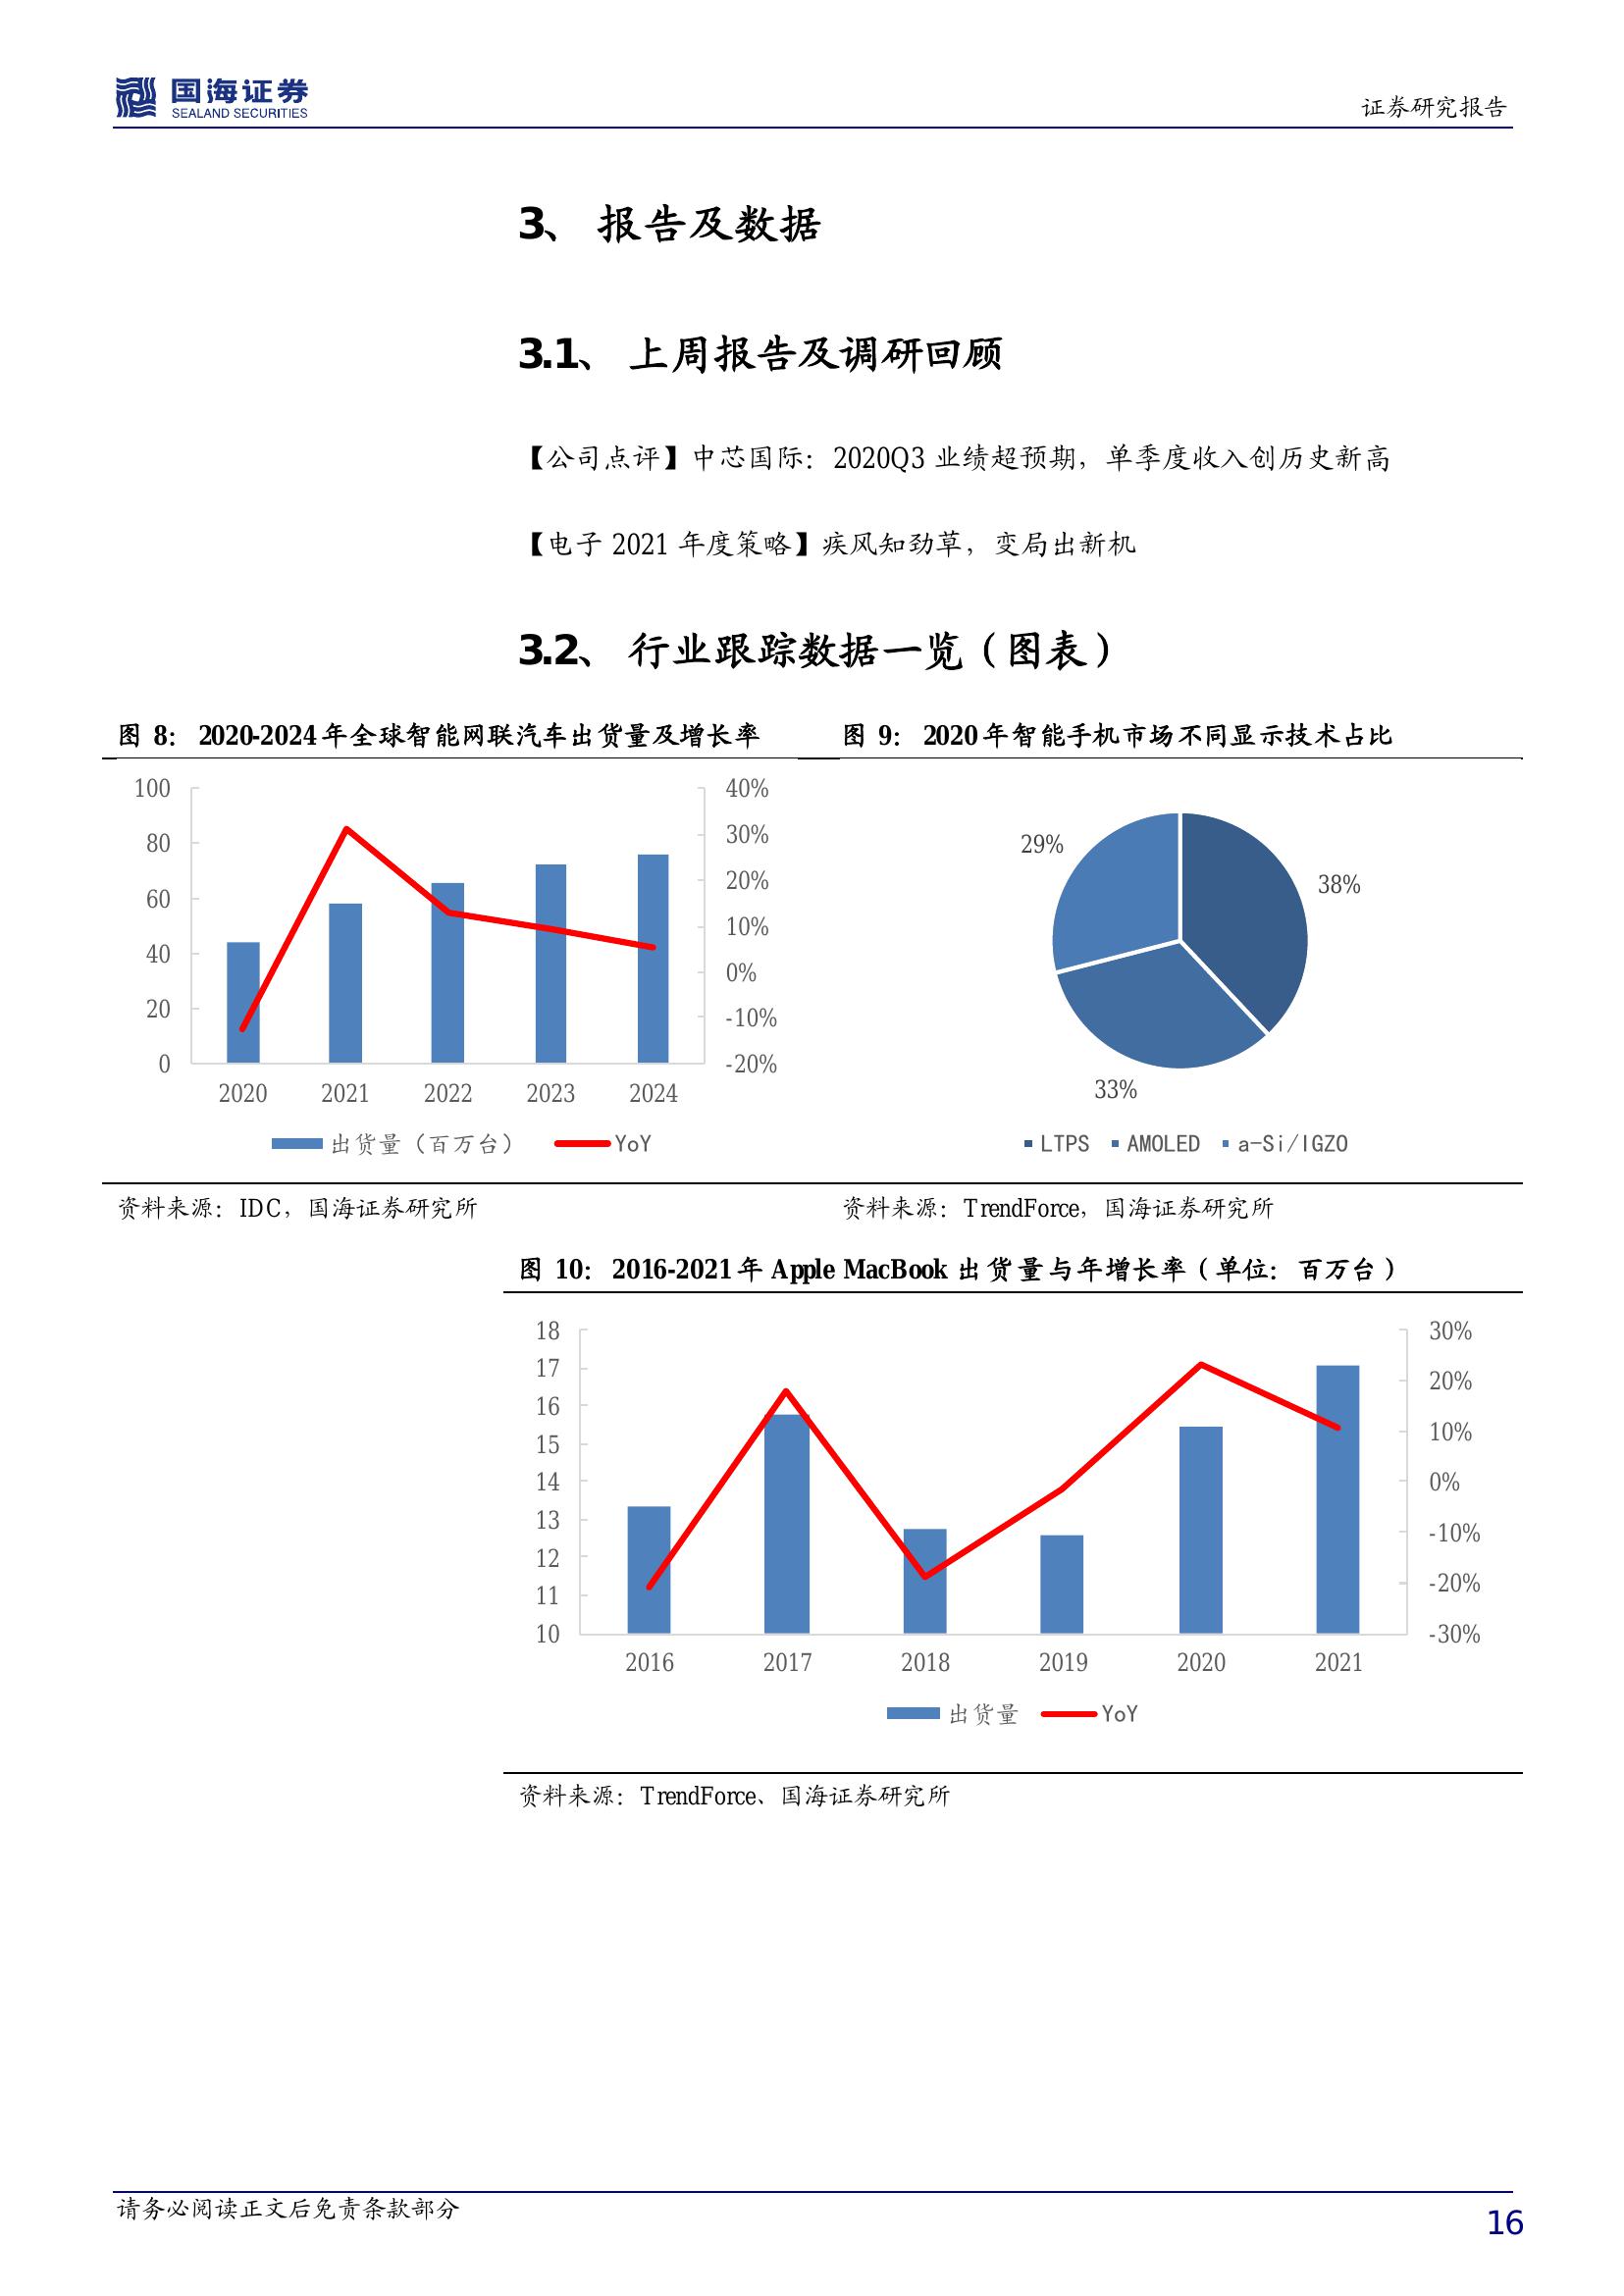 国海证券
SEALAND SECURITIES
证券研究报告
3、 报告及数据
3.1、 上周报告及调研回顾
【公司点评】中芯国际：2020Q3 业绩超预期，单季度收入创历史新高
【电子 2021 年度策略】疾风知劲草，变局出新机
3.2、 行业跟踪数据一览（图表）
图 8： 2020-2024 年全球智能网联汽车出货量及增长率
100
80
60
40
20
0
40%
30%
20%
10%
0%
-10%
-20%
2020 2021 2022 2023 2024
出货量（百万台） YoY
资料来源：IDC，国海证券研究所
图 9： 2020 年智能手机市场不同显示技术占比
29%
38%
33%
LTPS AMOLED a-Si/IGZO
资料来源：TrendForce，国海证券研究所
图 10： 2016-2021 年 Apple MacBook 出货量与年增长率（单位：百万台）
18
17
16
15
14
13
12
11
10
30%
20%
10%
0%
-10%
-20%
-30%
2016 2017 2018 2019 2020 2021
出货量 YoY
资料来源：TrendForce、国海证券研究所
请务必阅读正文后免责条款部分
16